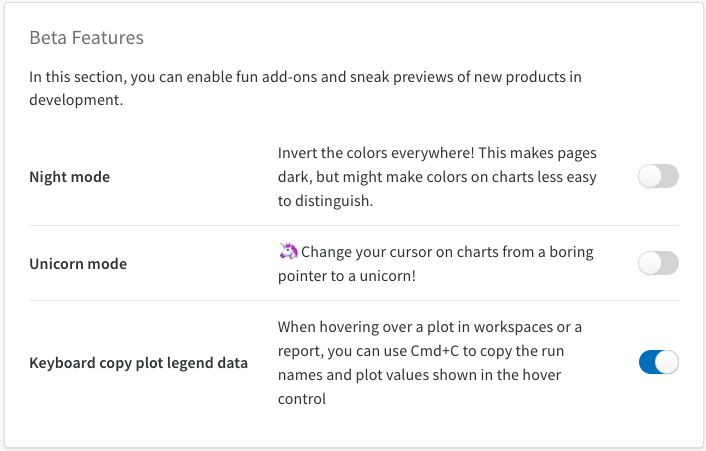 Beta Features
In this section, you can enable fun add-ons and sneak previews of new products in
development.
Night mode
Invert the colors everywhere! This makes pages
dark, but might make colors on charts less easy
to distinguish.
Unicorn mode
🦄 Change your cursor on charts from a boring
pointer to a unicorn!
Keyboard copy plot legend data
When hovering over a plot in workspaces or a
report, you can use Cmd+C to copy the run
names and plot values shown in the hover
control